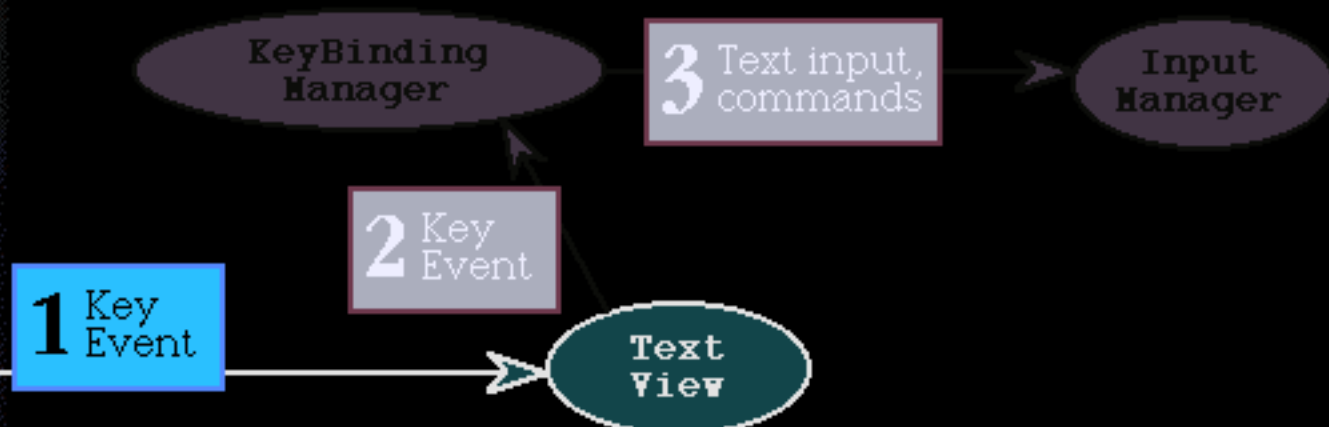 KeyBinding
Manager
3 Text input,
commands
Input
Manager
2 Key
Event
1 Key
Event
Text
View